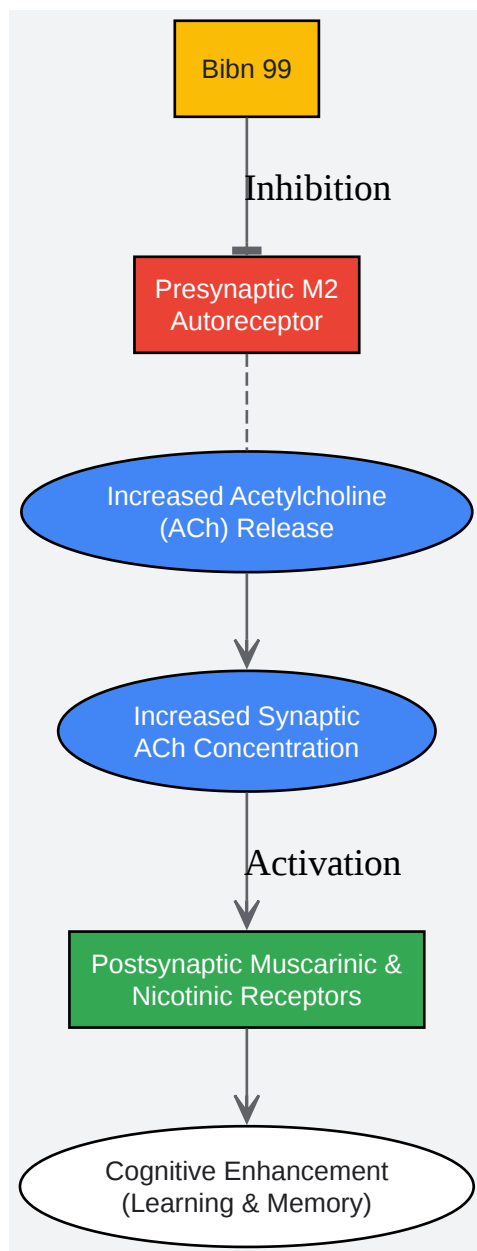 Bibn 99
Inhibition
Presynaptic M2
Autoreceptor
Increased Acetylcholine
(ACh) Release
Increased Synaptic
ACh Concentration
Activation
Postsynaptic Muscarinic &
Nicotinic Receptors
Cognitive Enhancement
(Learning & Memory)